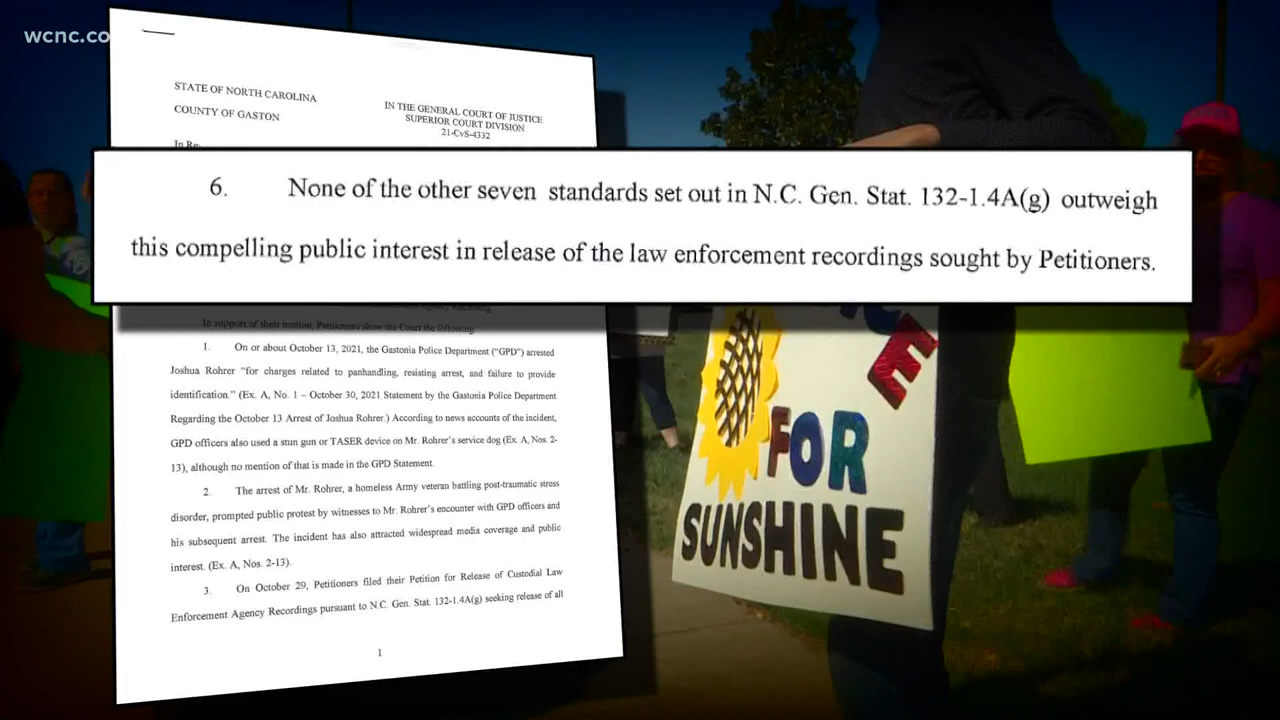 wcnc.co
STATE OF NORTH CAROLINA
COUNTY OF GASTON
IN THE GENERAL COURT OF JUSTICE
SUPERIOR COURT DIVISION
21-CvS-4332
In Re
6. None of the other seven standards set out in N.C. Gen. Stat. 132-1.4A(g) outweigh
this compelling public interest in release of the law enforcement recordings sought by Petitioners.
In support of their motion, Petitioners show the Court the following
1. On or about October 13, 2021, the Gastonia Police Department ("GPD") arrested
Joshua Rohrer "for charges related to panhandling, resisting arrest, and failure to provide
identification." (Ex. A, No. 1 – October 30, 2021 Statement by the Gastonia Police Department
Regarding the October 13 Arrest of Joshua Rohrer.) According to news accounts of the incident,
GPD officers also used a stun gun or TASER device on Mr. Rohrer's service dog (Ex. A, Nos. 2-
13), although no mention of that is made in the GPD Statement.
2. The arrest of Mr. Rohrer, a homeless Army veteran battling post-traumatic stress
disorder, prompted public protest by witnesses to Mr. Rohrer's encounter with GPD officers and
his subsequent arrest. The incident has also attracted widespread media coverage and public
interest. (Ex. A, Nos. 2-13).
3. On October 29, Petitioners filed their Petition for Release of Custodial Law
Enforcement Agency Recordings pursuant to N.C. Gen. Stat. 132-1.4A(g) seeking release of all
1
FOR
SUNSHINE